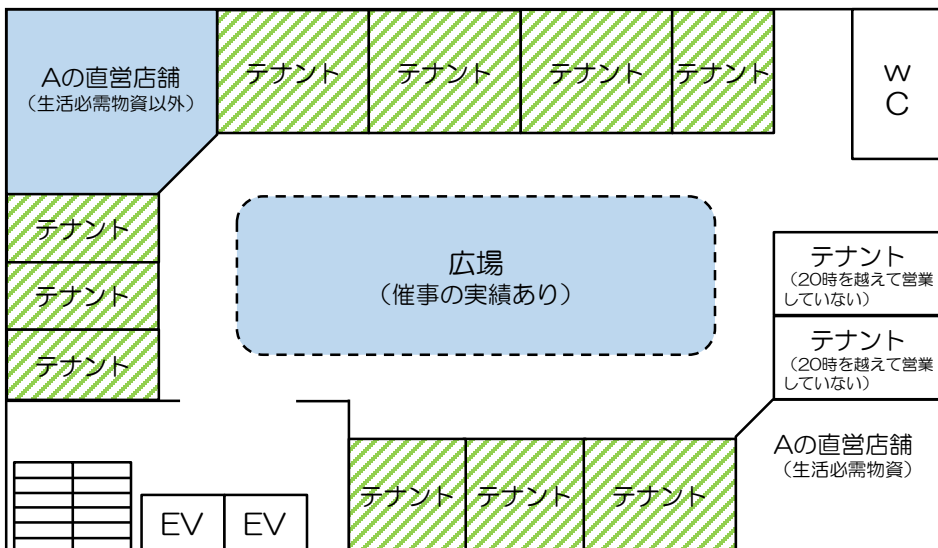 Aの直営店舗
(生活必需物資以外)
テナント
テナント
テナント
テナント
W
C
テナント
テナント
テナント
広場
(催事の実績あり)
テナント
(20時を越えて営業
していない)
テナント
(20時を越えて営業
していない)
Aの直営店舗
(生活必需物資)
テナント
テナント
テナント
EV
EV